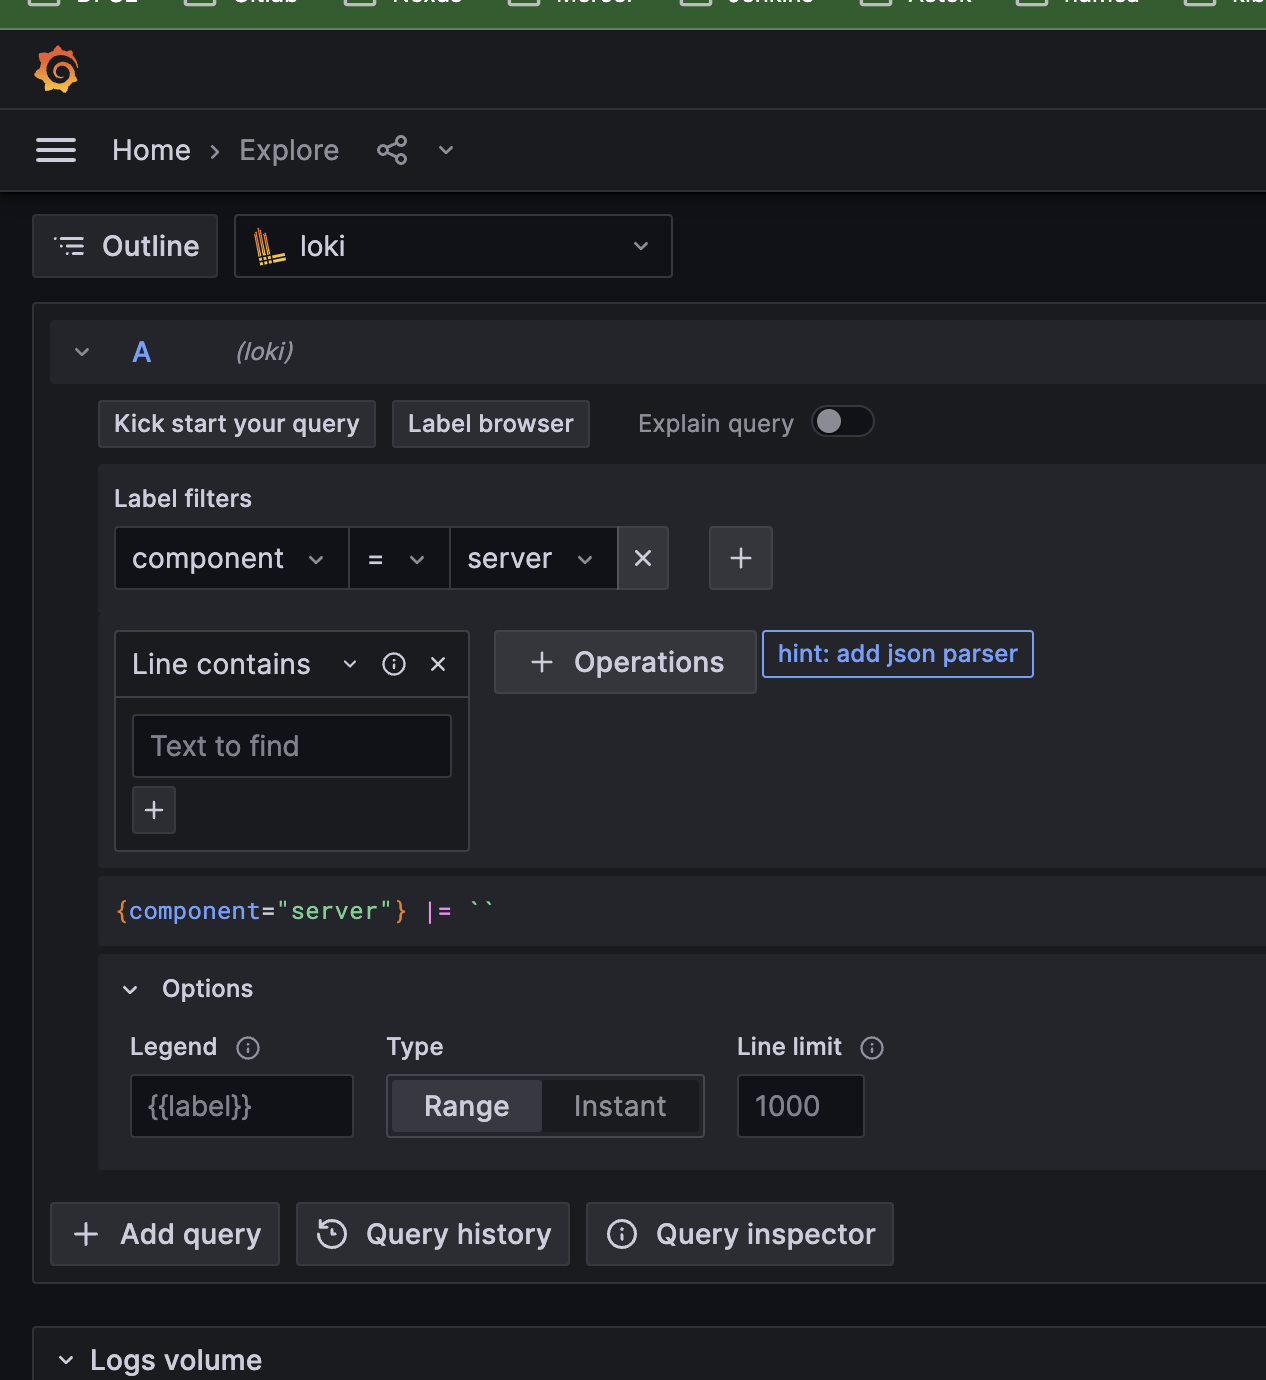 Home › Explore
Outline
loki
A (loki)
Kick start your query
Label browser
Explain query
Label filters
component = server
Line contains
+ Operations
hint: add json parser
Text to find
+
{component="server"} |= ``
Options
Legend
Type
Line limit
{{label}}
Range
Instant
1000
+ Add query
Query history
Query inspector
Logs volume